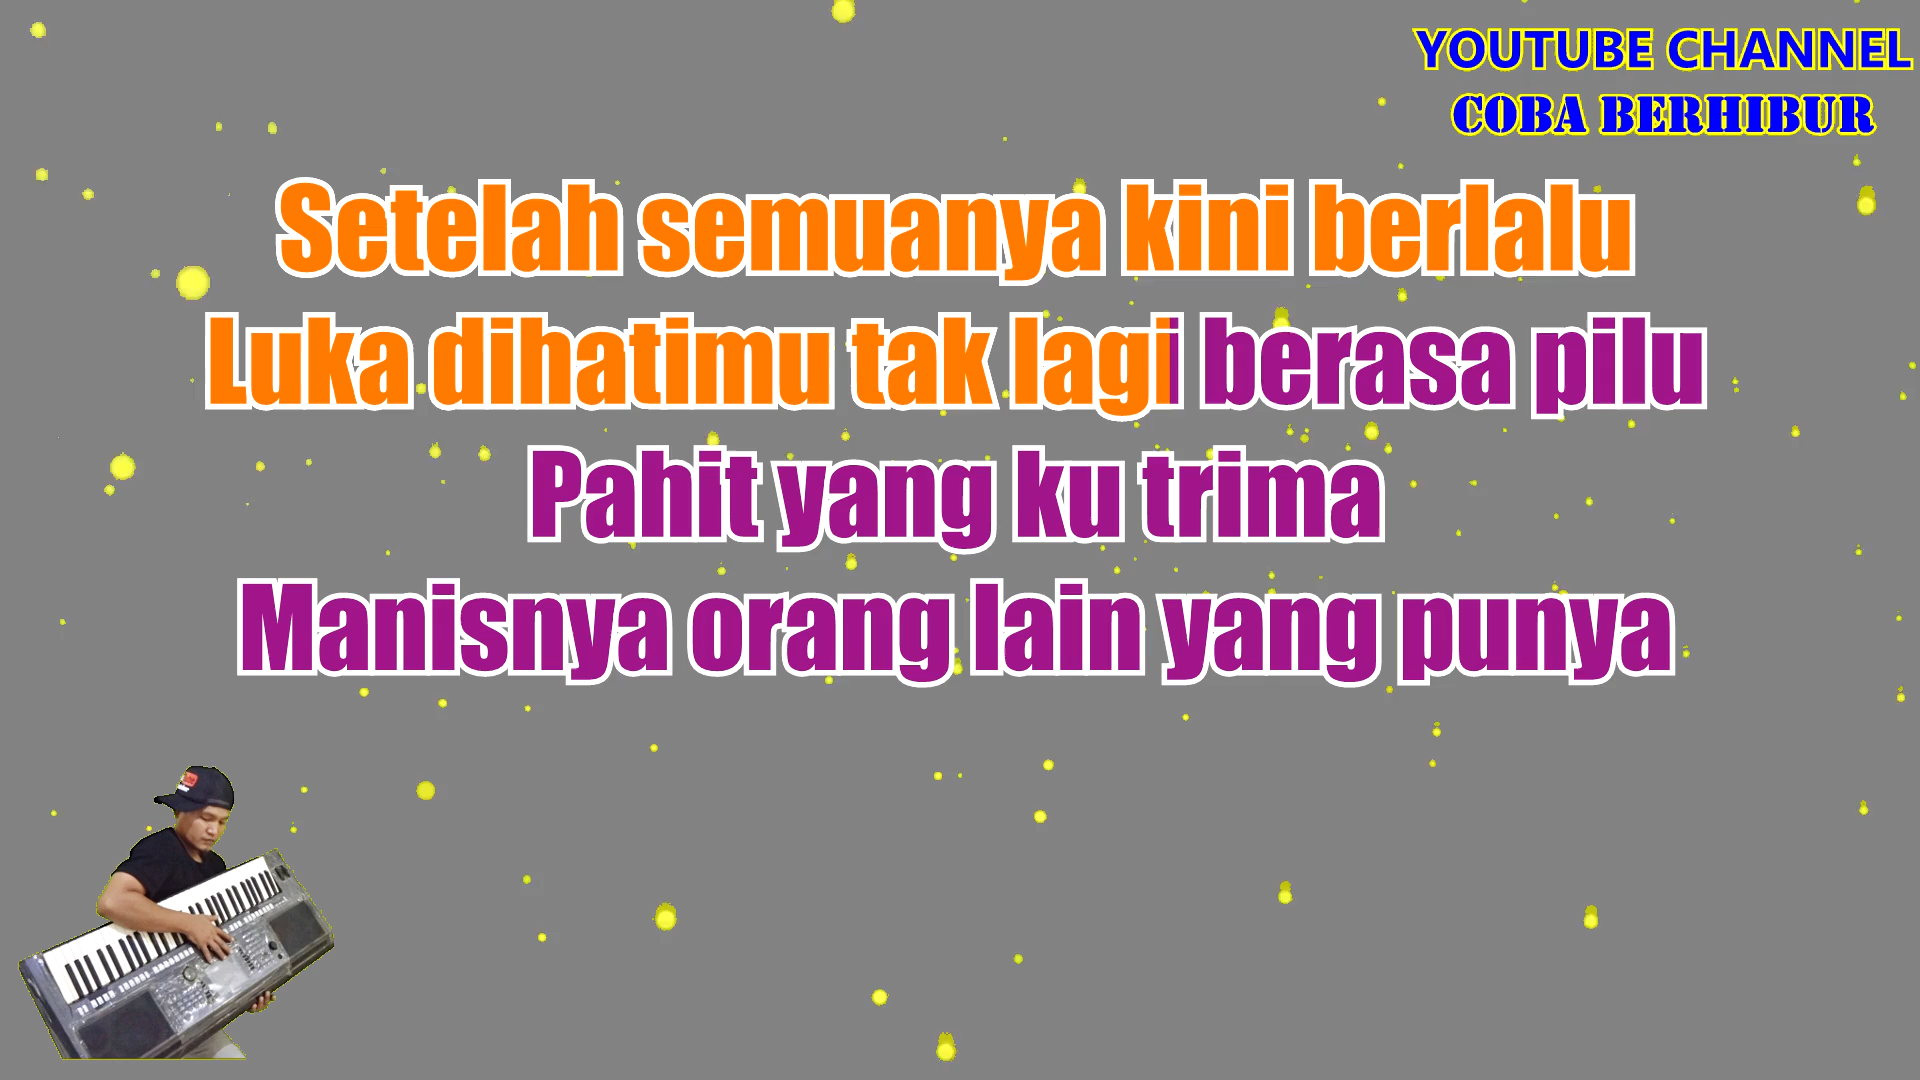 YOUTUBE CHANNEL
COBA BERHIBUR
Setelah semuanya kini berlalu
Luka dihatimu tak lagi berasa pilu
Pahit yang ku trima
Manisnya orang lain yang punya